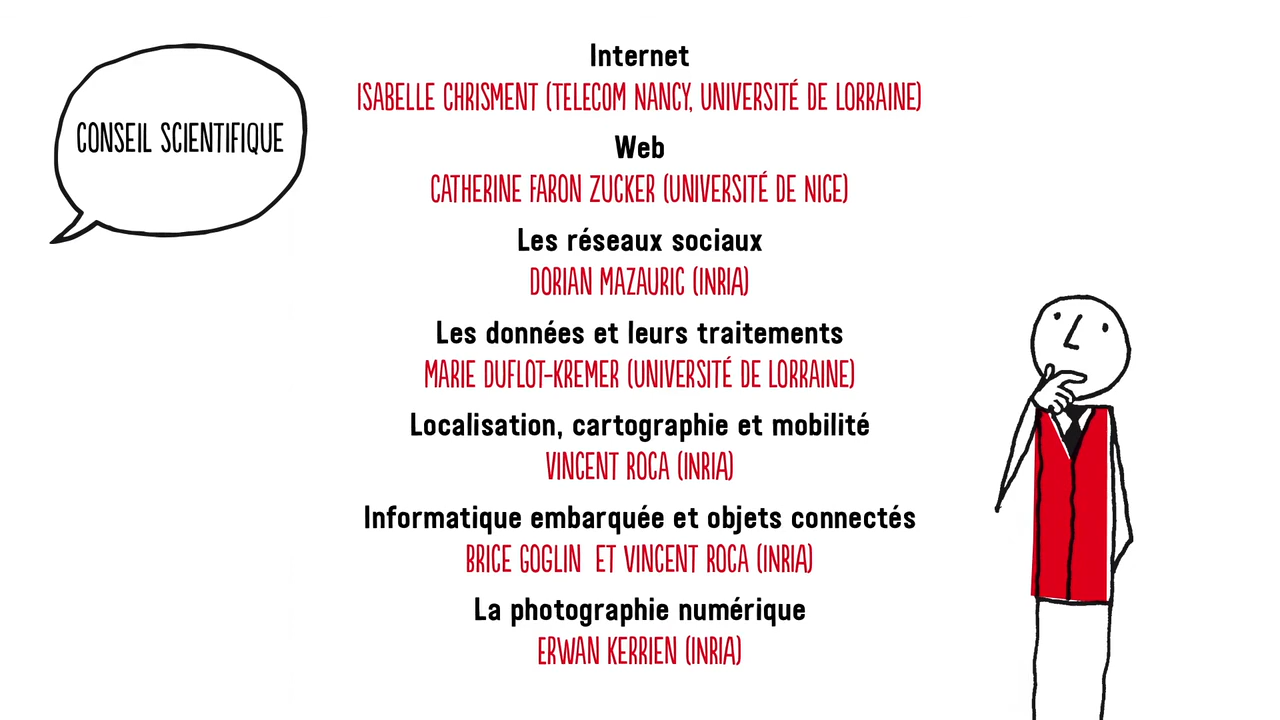 CONSEIL SCIENTIFIQUE
Internet
ISABELLE CHRISMENT (TELECOM NANCY, UNIVERSITÉ DE LORRAINE)
Web
CATHERINE FARON ZUCKER (UNIVERSITÉ DE NICE)
Les réseaux sociaux
DORIAN MAZAURIC (INRIA)
Les données et leurs traitements
MARIE DUFLOT-KREMER (UNIVERSITÉ DE LORRAINE)
Localisation, cartographie et mobilité
VINCENT ROCA (INRIA)
Informatique embarquée et objets connectés
BRICE GOGLIN ET VINCENT ROCA (INRIA)
La photographie numérique
ERWAN KERRIEN (INRIA)